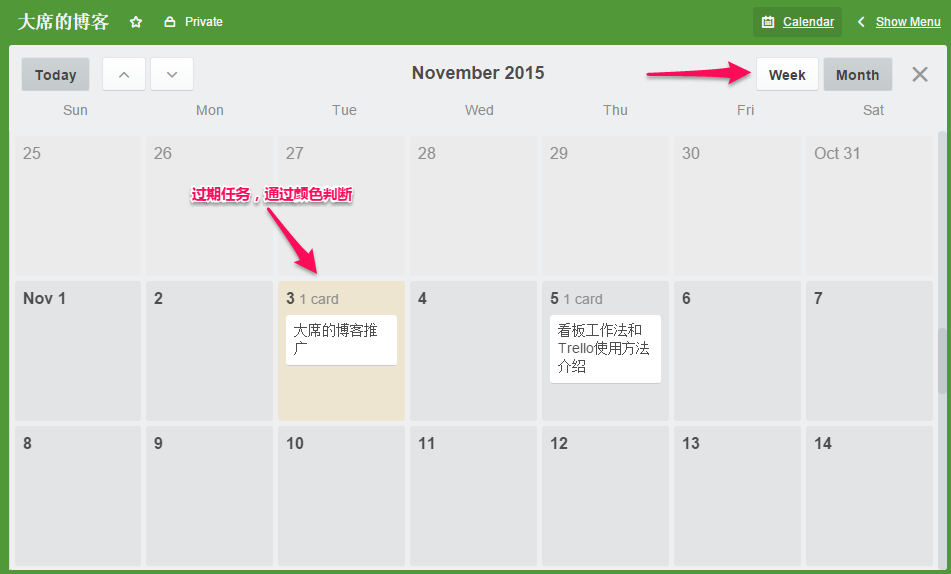 大席的博客 Private Calendar Show Menu
Today November 2015 Week Month
Sun Mon Tue Wed Thu Fri Sat
25 26 27 28 29 30 Oct 31
过期任务，通过颜色判断
Nov 1 2 3 1 card 4 5 1 card 6 7
大席的博客推
广
看板工作法和
Trello使用方法
介绍
8 9 10 11 12 13 14